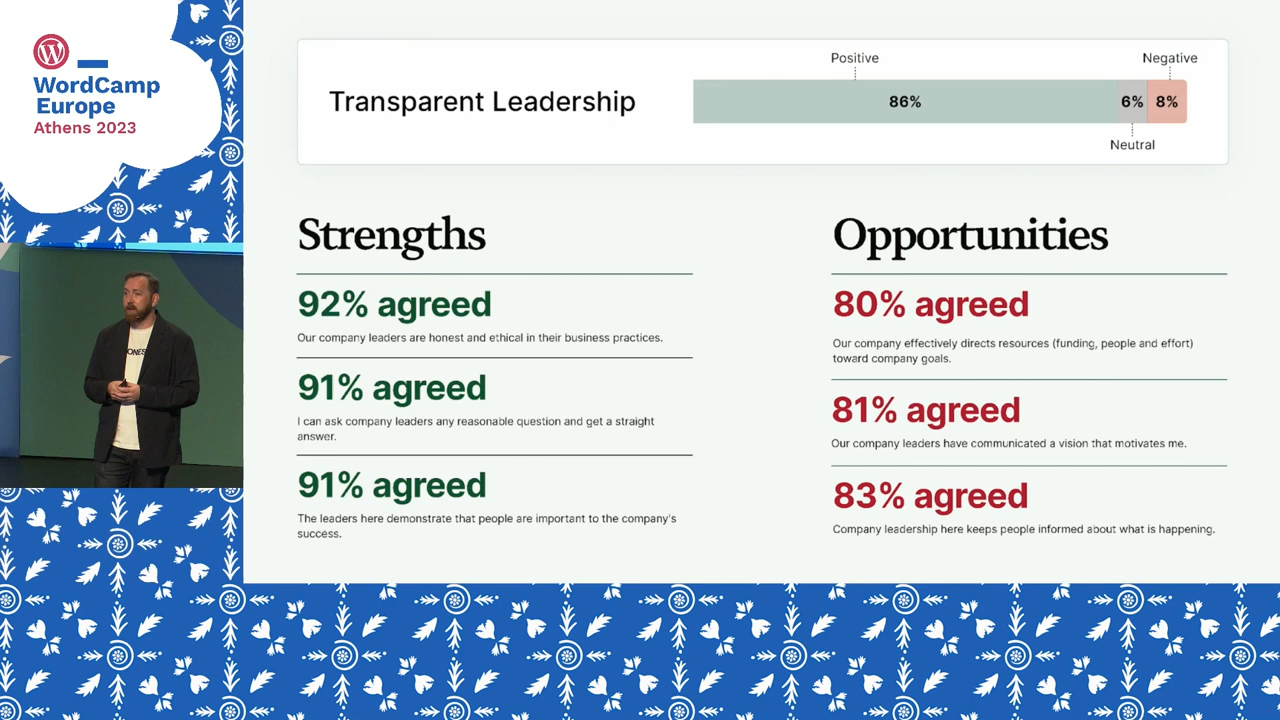 WordCamp
Europe
Athens 2023
Positive
Negative
Transparent Leadership
86%
6%
8%
Neutral
Strengths
92% agreed
Our company leaders are honest and ethical in their business practices.
91% agreed
I can ask company leaders any reasonable question and get a straight
answer.
91% agreed
The leaders here demonstrate that people are important to the company's
success.
Opportunities
80% agreed
Our company effectively directs resources (funding, people and effort)
toward company goals.
81% agreed
Our company leaders have communicated a vision that motivates me.
83% agreed
Company leadership here keeps people informed about what is happening.